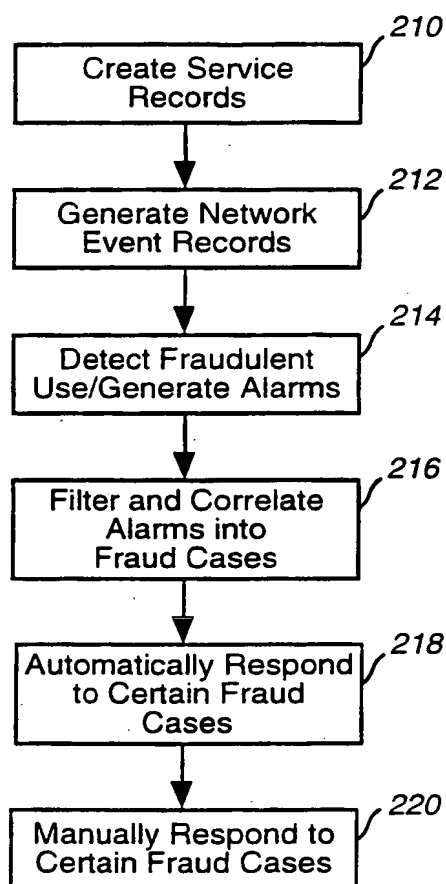 210
Create Service
Records
212
Generate Network
Event Records
214
Detect Fraudulent
Use/Generate Alarms
216
Filter and Correlate
Alarms into
Fraud Cases
218
Automatically Respond
to Certain Fraud
Cases
220
Manually Respond to
Certain Fraud Cases